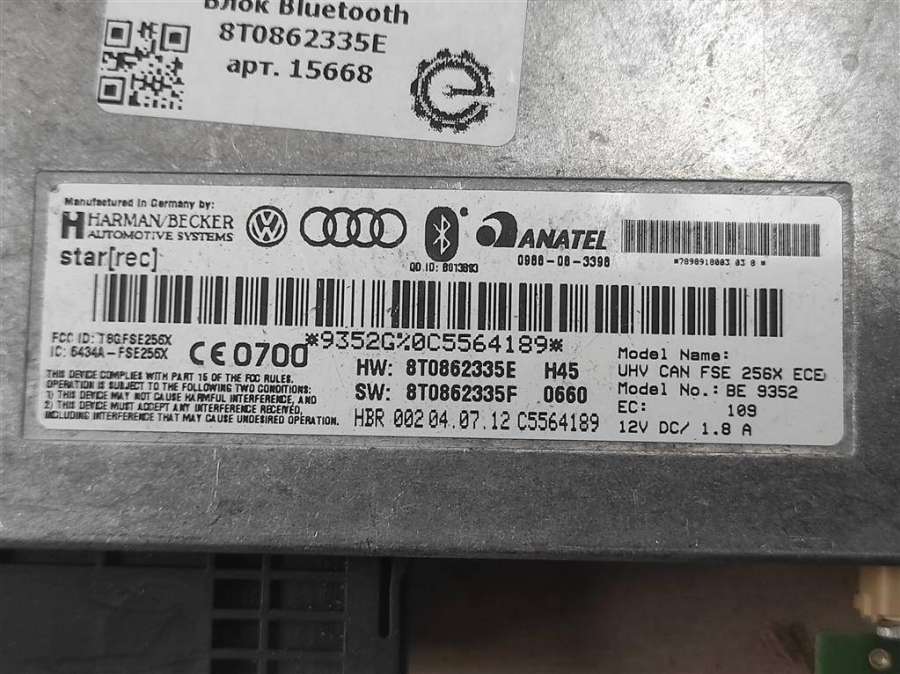 Блок Bluetooth
8T0862335E
арт. 15668
Manufactured in Germany by:
HARMAN/BECKER
AUTOMOTIVE SYSTEMS
star[rec]
ANATEL
0986-06-3396
QD ID: B013893
*9352G%0C5564189*
FCC ID: T8GFSE256X
IC: 6434A-FSE256X
CE0700
THIS DEVICE COMPLIES WITH PART 15 OF THE FCC RULES.
OPERATION IS SUBJECT TO THE FOLLOWING TWO CONDITIONS:
1) THIS DEVICE MAY NOT CAUSE HARMFUL INTERFERENCE, AND
2) THIS DEVICE MUST ACCEPT ANY INTERFERENCE RECEIVED,
INCLUDING INTERFERENCE THAT MAY CAUSE UNDESIRED OPERATION.
HW: 8T0862335E H45
SW: 8T0862335F 0660
HBR 002 04.07.12 C5564189
Model Name:
UHV CAN FSE 256X ECE
Model No.: BE 9352
EC: 109
12V DC/ 1.8 A